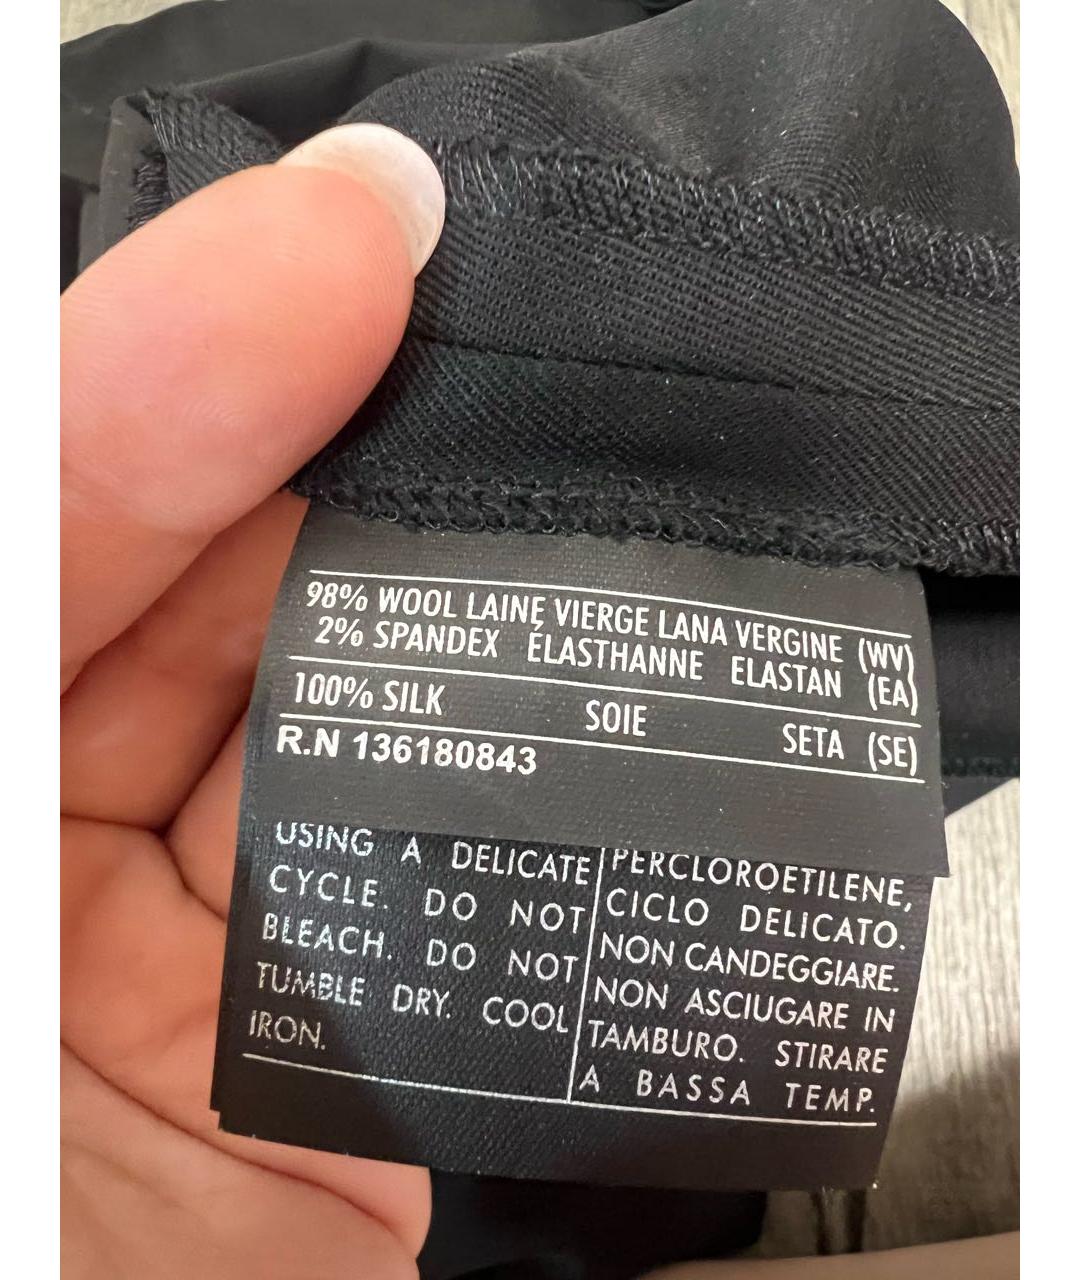 98% WOOL LAINE VIERGE LANA VERGINE (WV)
2% SPANDEX ÉLASTHANNE ELASTAN (EA)
100% SILK SOIE SETA (SE)
R.N 136180843
USING A DELICATE
CYCLE. DO NOT
BLEACH. DO NOT
TUMBLE DRY. COOL
IRON.
PERCLOROETILENE,
CICLO DELICATO.
NON CANDEGGIARE.
NON ASCIUGARE IN
TAMBURO. STIRARE
A BASSA TEMP.